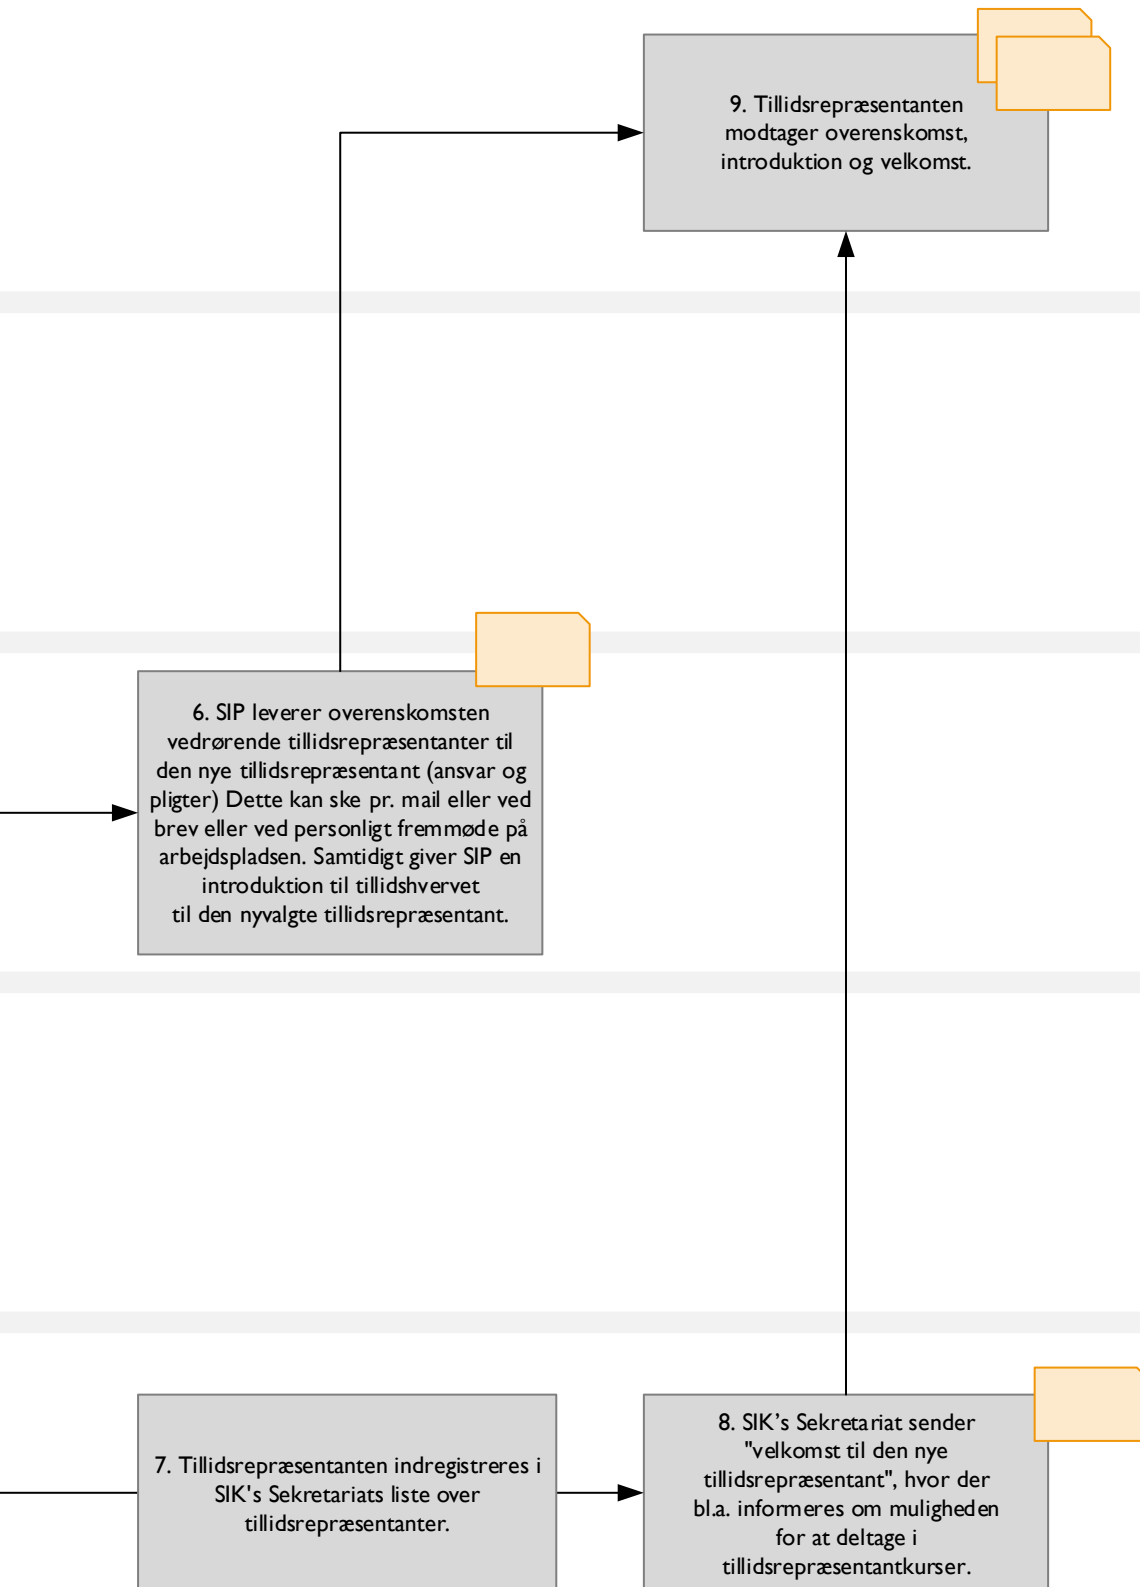 9. Tillidsrepræsentanten
modtager overenskomst,
introduktion og velkomst.
6. SIP leverer overenskomsten
vedrørende tillidsrepræsentanter til
den nye tillidsrepræsentant (ansvar og
pligter) Dette kan ske pr. mail eller ved
brev eller ved personligt fremmøde på
arbejdspladsen. Samtidigt giver SIP en
introduktion til tillidshvervet
til den nyvalgte tillidsrepræsentant.
7. Tillidsrepræsentanten indregistreres i
SIK's Sekretariats liste over
tillidsrepræsentanter.
8. SIK’s Sekretariat sender
"velkomst til den nye
tillidsrepræsentant", hvor der
bl.a. informeres om muligheden
for at deltage i
tillidsrepræsentantkurser.